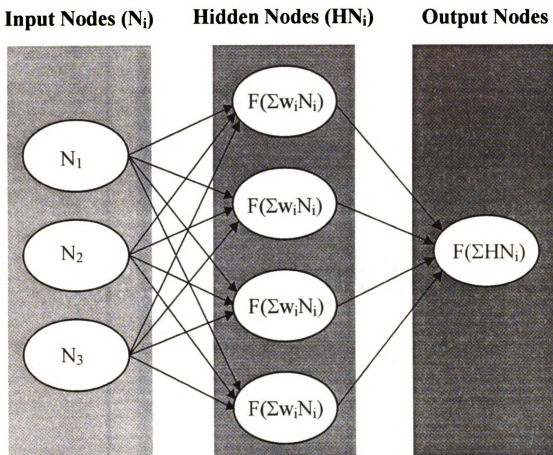 Input Nodes (Nᵢ)
Hidden Nodes (HNᵢ)
Output Nodes
N₁
N₂
N₃
F(ΣwᵢNᵢ)
F(ΣwᵢNᵢ)
F(ΣwᵢNᵢ)
F(ΣwᵢNᵢ)
F(ΣHNᵢ)